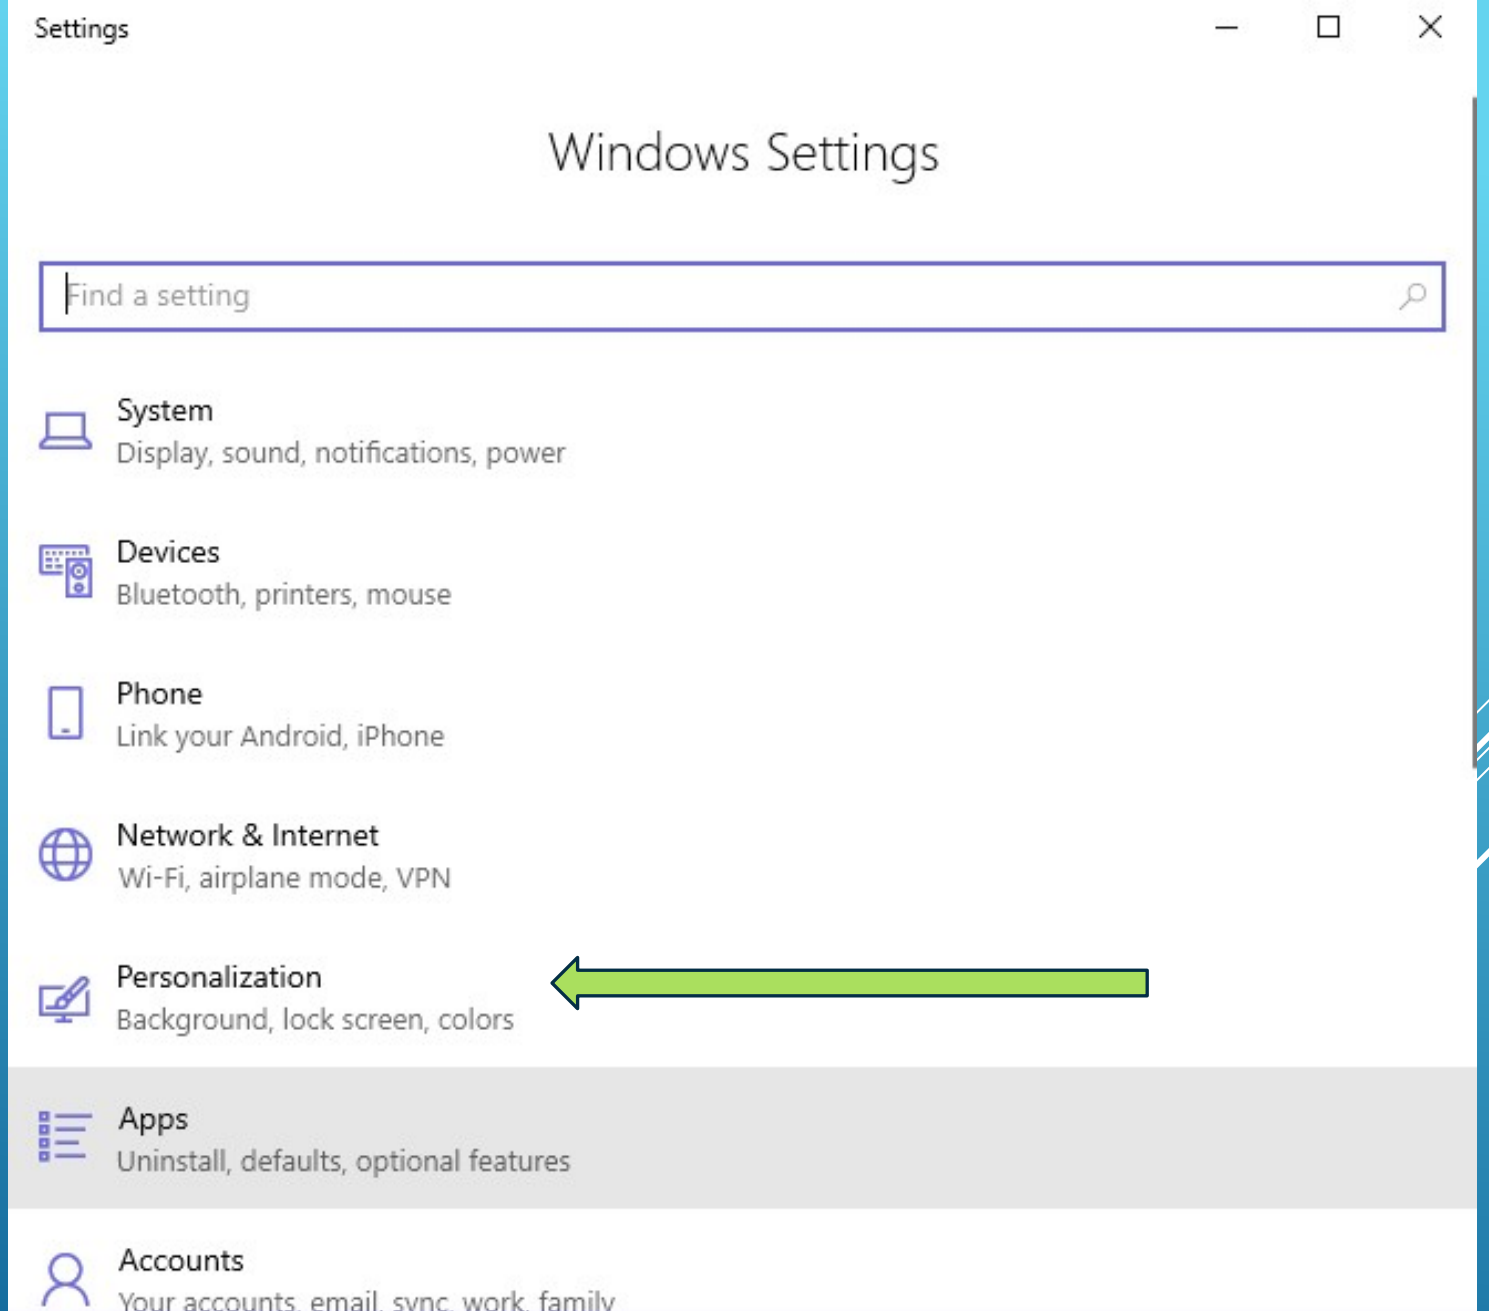 Settings
Windows Settings
Find a setting
System
Display, sound, notifications, power
Devices
Bluetooth, printers, mouse
Phone
Link your Android, iPhone
Network & Internet
Wi-Fi, airplane mode, VPN
Personalization
Background, lock screen, colors
Apps
Uninstall, defaults, optional features
Accounts
Your accounts, email, sync, work, family